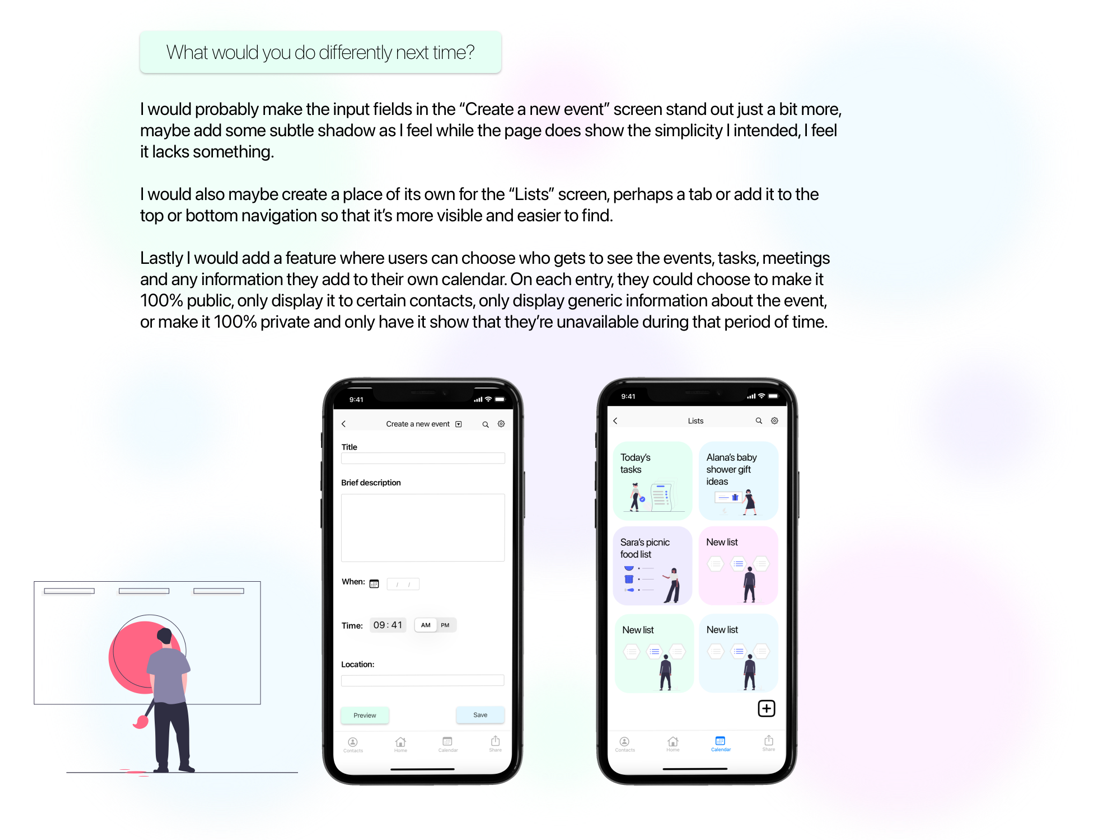 What would you do differently next time?
I would probably make the input fields in the “Create a new event” screen stand out just a bit more,
maybe add some subtle shadow as I feel while the page does show the simplicity I intended, I feel
it lacks something.
I would also maybe create a place of its own for the “Lists” screen, perhaps a tab or add it to the
top or bottom navigation so that it’s more visible and easier to find.
Lastly I would add a feature where users can choose who gets to see the events, tasks, meetings
and any information they add to their own calendar. On each entry, they could choose to make it
100% public, only display it to certain contacts, only display generic information about the event,
or make it 100% private and only have it show that they’re unavailable during that period of time.
9:41
Create a new event
Title
Brief description
When:
/ /
Time:
09:41
AM PM
Location:
Preview
Save
Contacts
Home
Calendar
Share
9:41
Lists
Today’s
tasks
Alana’s baby
shower gift
ideas
Sara’s picnic
food list
New list
New list
New list
Contacts
Home
Calendar
Share